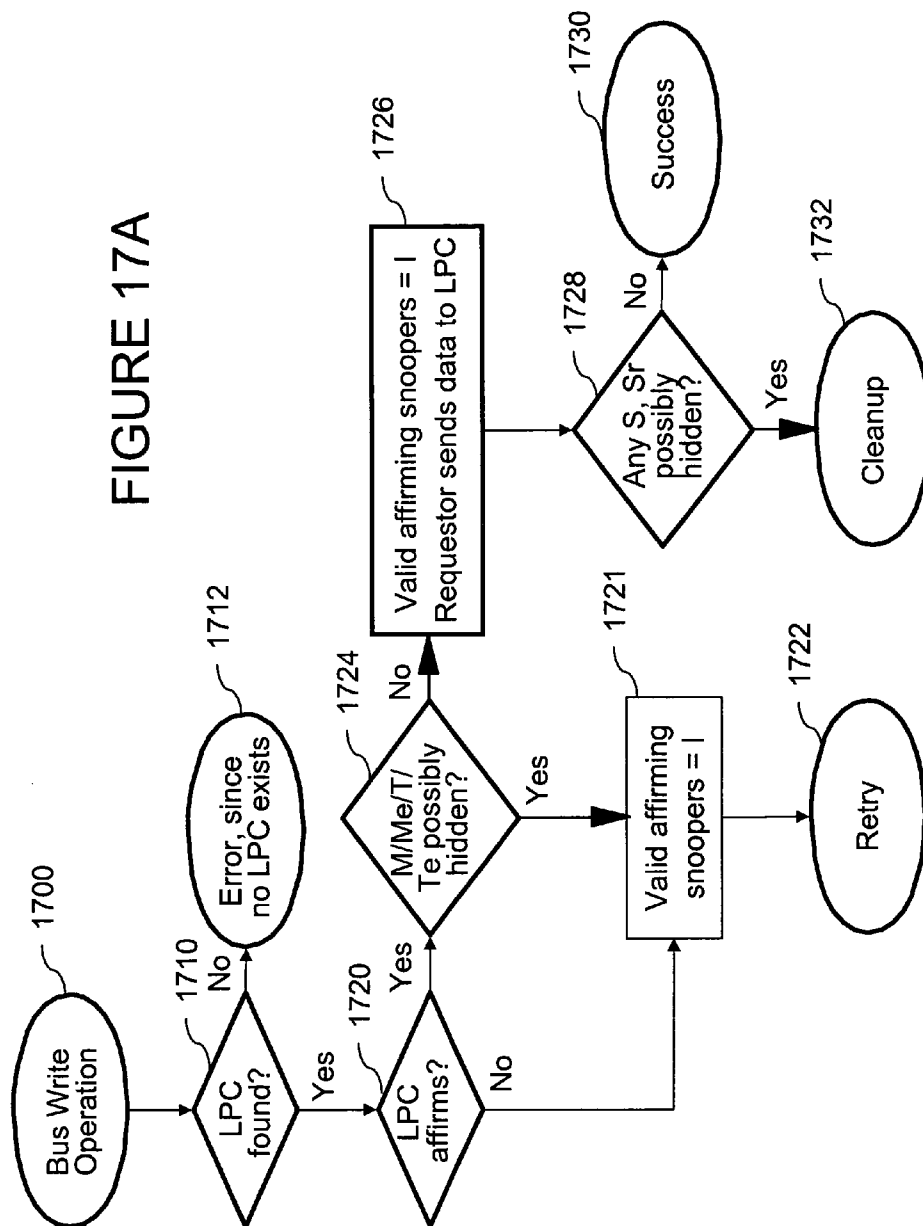 FIGURE 17A
1700
Bus Write
Operation
1710
LPC
found?
No
1712
Error, since
no LPC exists
Yes
1720
LPC
affirms?
Yes
No
1724
M/Me/T/
Te possibly
hidden?
No
Yes
1726
Valid affirming snoopers = I
Requestor sends data to LPC
1721
Valid affirming
snoopers = I
1722
Retry
1728
Any S, Sr
possibly
hidden?
No
1730
Success
Yes
1732
Cleanup